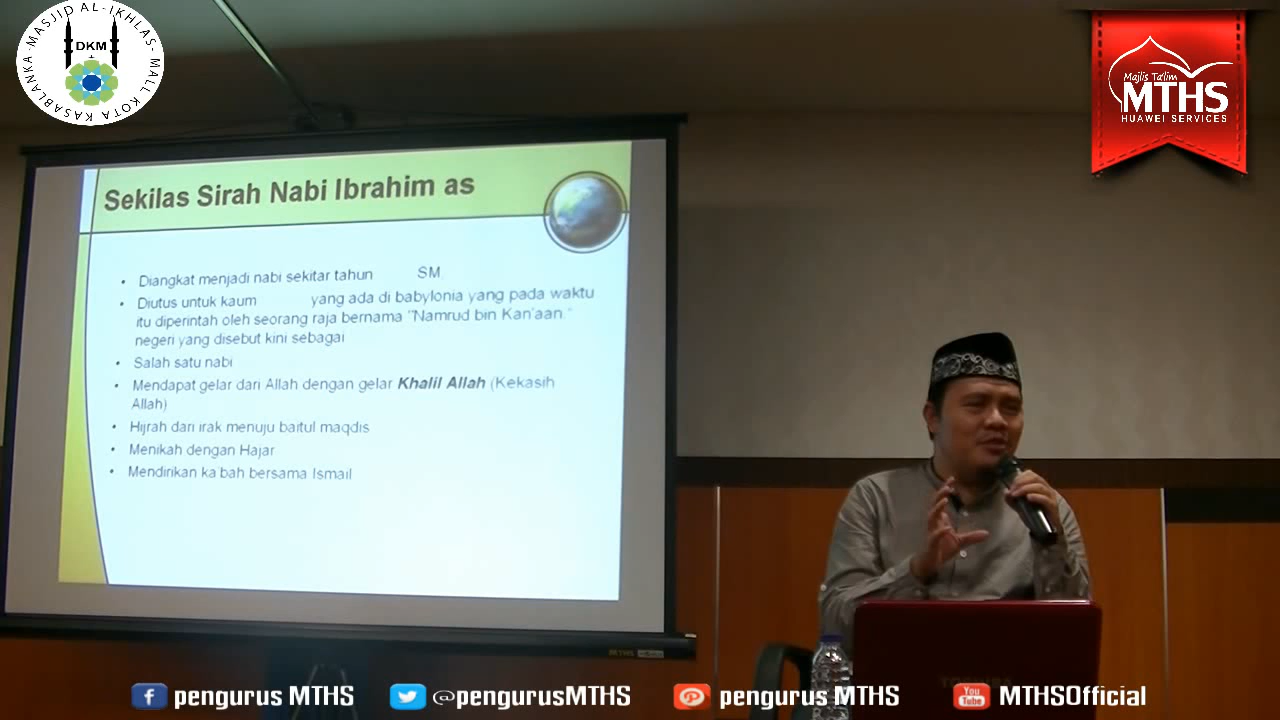 MASJID AL-IKHLAS- MALL KOTA KASABLANKA-
DKM
Majlis Ta'lim
MTHS
HUAWEI SERVICES
Sekilas Sirah Nabi Ibrahim as
• Diangkat menjadi nabi sekitar tahun SM
• Diutus untuk kaum yang ada di babylonia yang pada waktu
itu diperintah oleh seorang raja bernama "Namrud bin Kan'aan."
negeri yang disebut kini sebagai
• Salah satu nabi
• Mendapat gelar dari Allah dengan gelar Khalil Allah (Kekasih
Allah)
• Hijrah dari irak menuju baitul maqdis
• Menikah dengan Hajar
• Mendirikan ka bah bersama Ismail
TOSHIBA
pengurus MTHS
@pengurusMTHS
pengurus MTHS
You Tube
MTHSOfficial